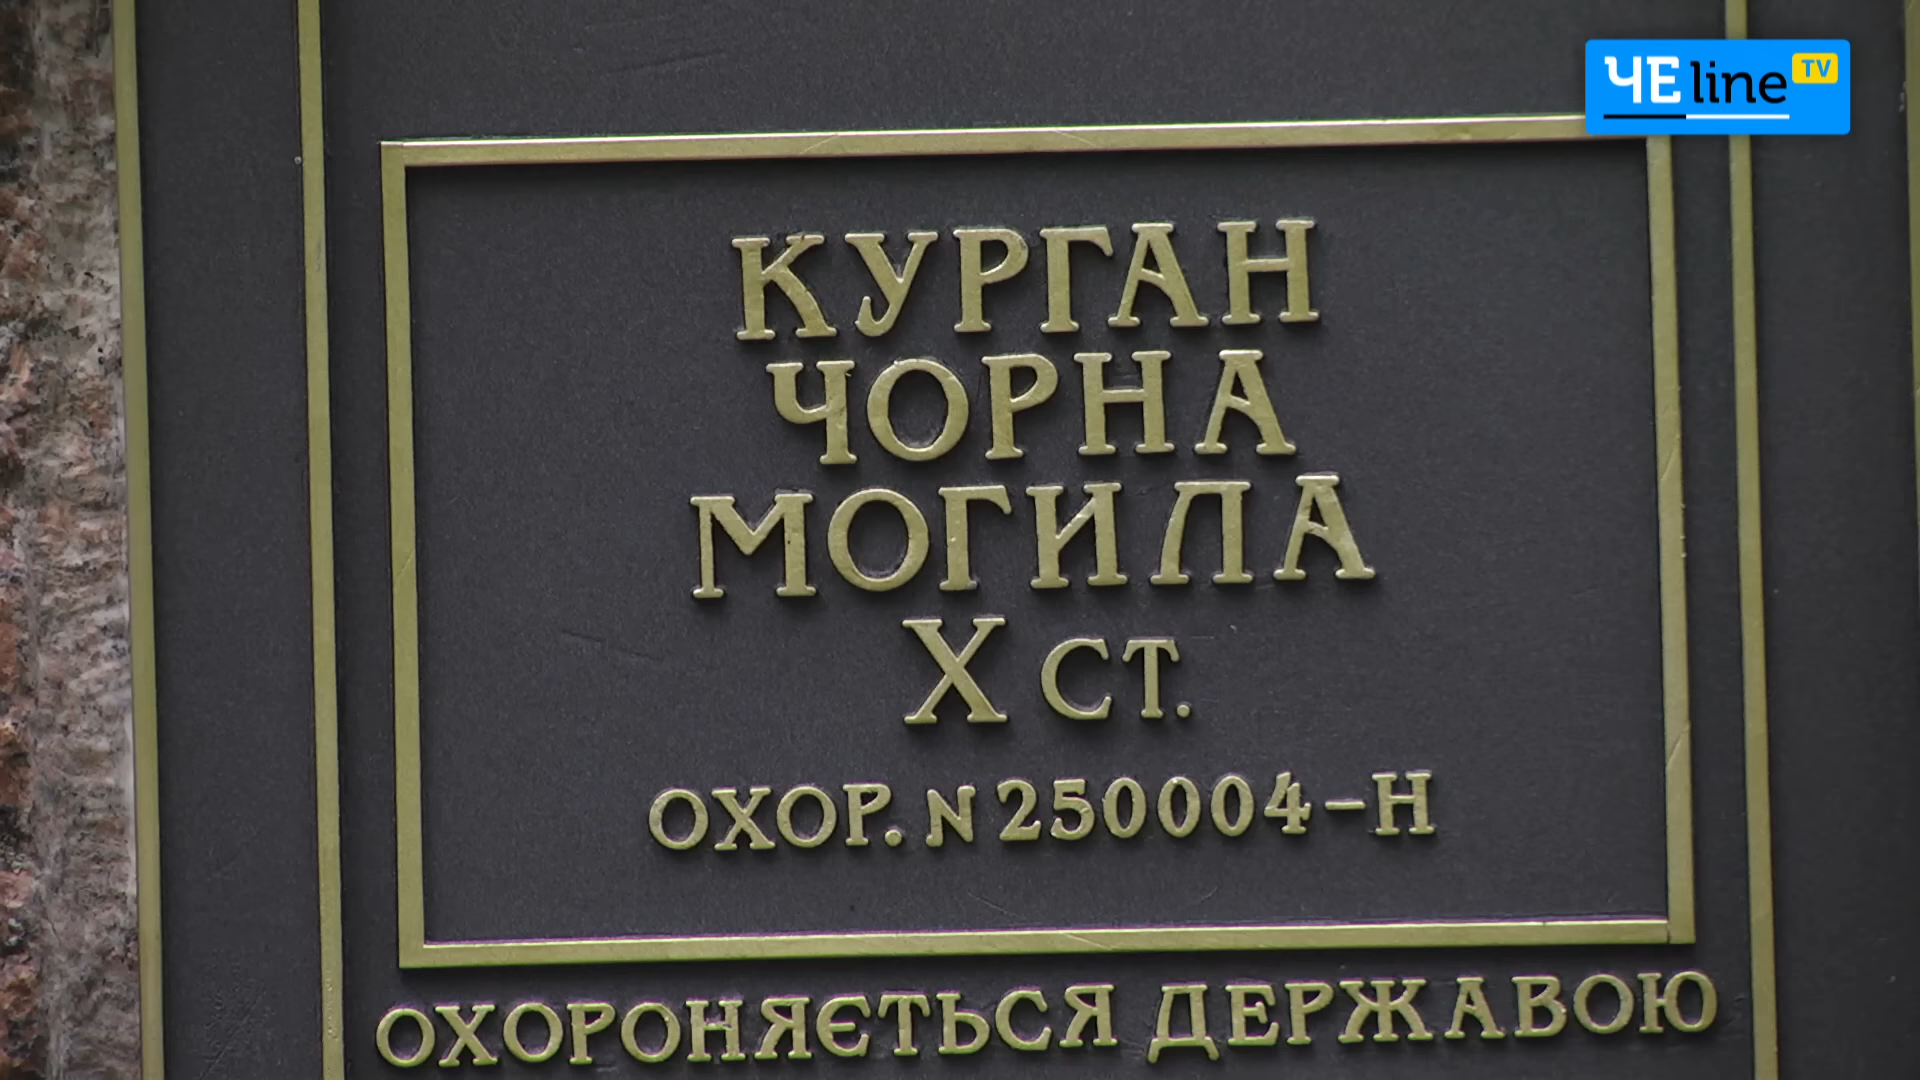 ЧЕline TV
КУРГАН
ЧОРНА
МОГИЛА
X СТ.
ОХОР. N 250004-Н
ОХОРОНЯЄТЬСЯ ДЕРЖАВОЮ